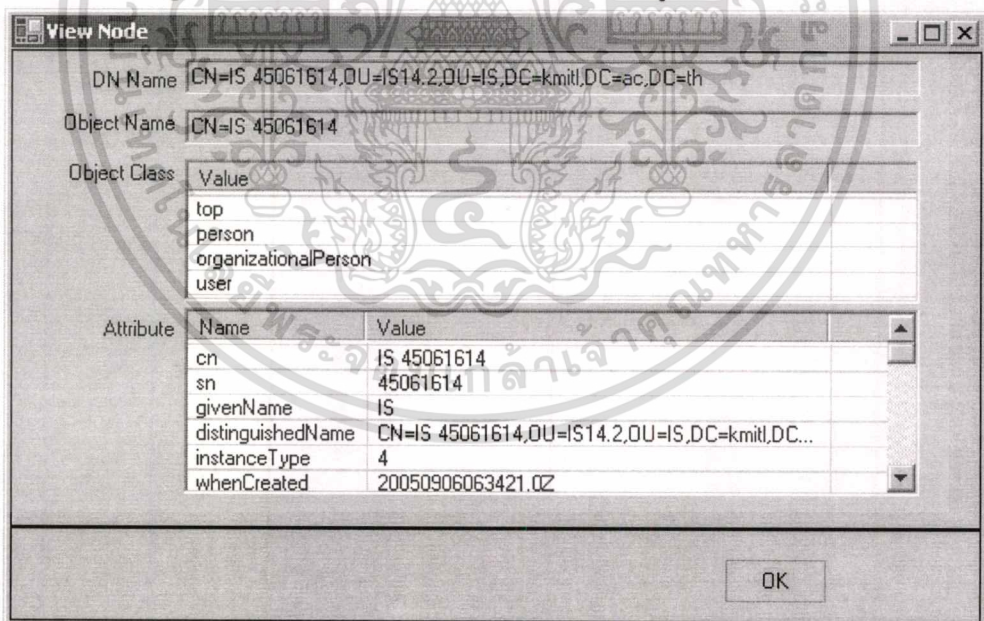 View Node
DN Name CN=IS 45061614,OU=IS14.2,OU=IS,DC=kmitl,DC=ac,DC=th
Object Name CN=IS 45061614
Object Class Value
top
person
organizationalPerson
user
Attribute Name Value
cn IS 45061614
sn 45061614
givenName IS
distinguishedName CN=IS 45061614,OU=IS14.2,OU=IS,DC=kmitl,DC...
instanceType 4
whenCreated 20050906063421.0Z
OK